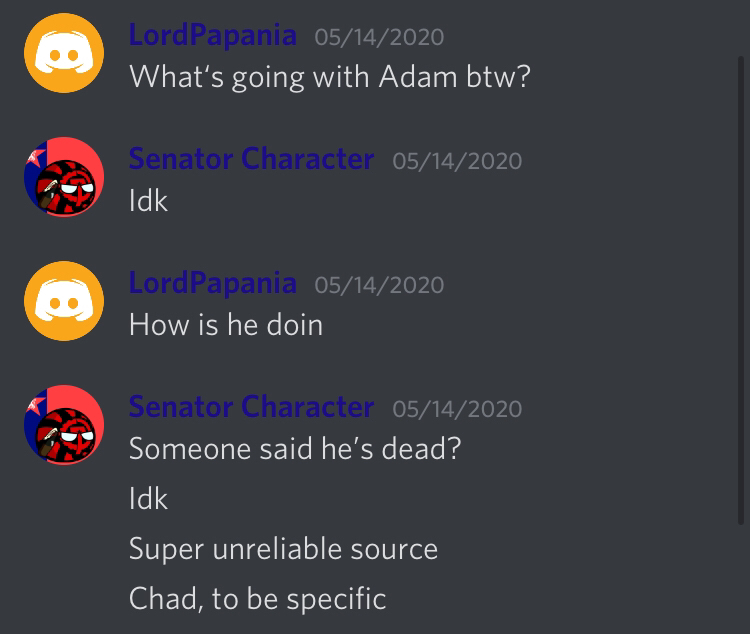 LordPapania 05/14/2020
What's going with Adam btw?
Senator Character 05/14/2020
Idk
LordPapania 05/14/2020
How is he doin
Senator Character 05/14/2020
Someone said he's dead?
Idk
Super unreliable source
Chad, to be specific